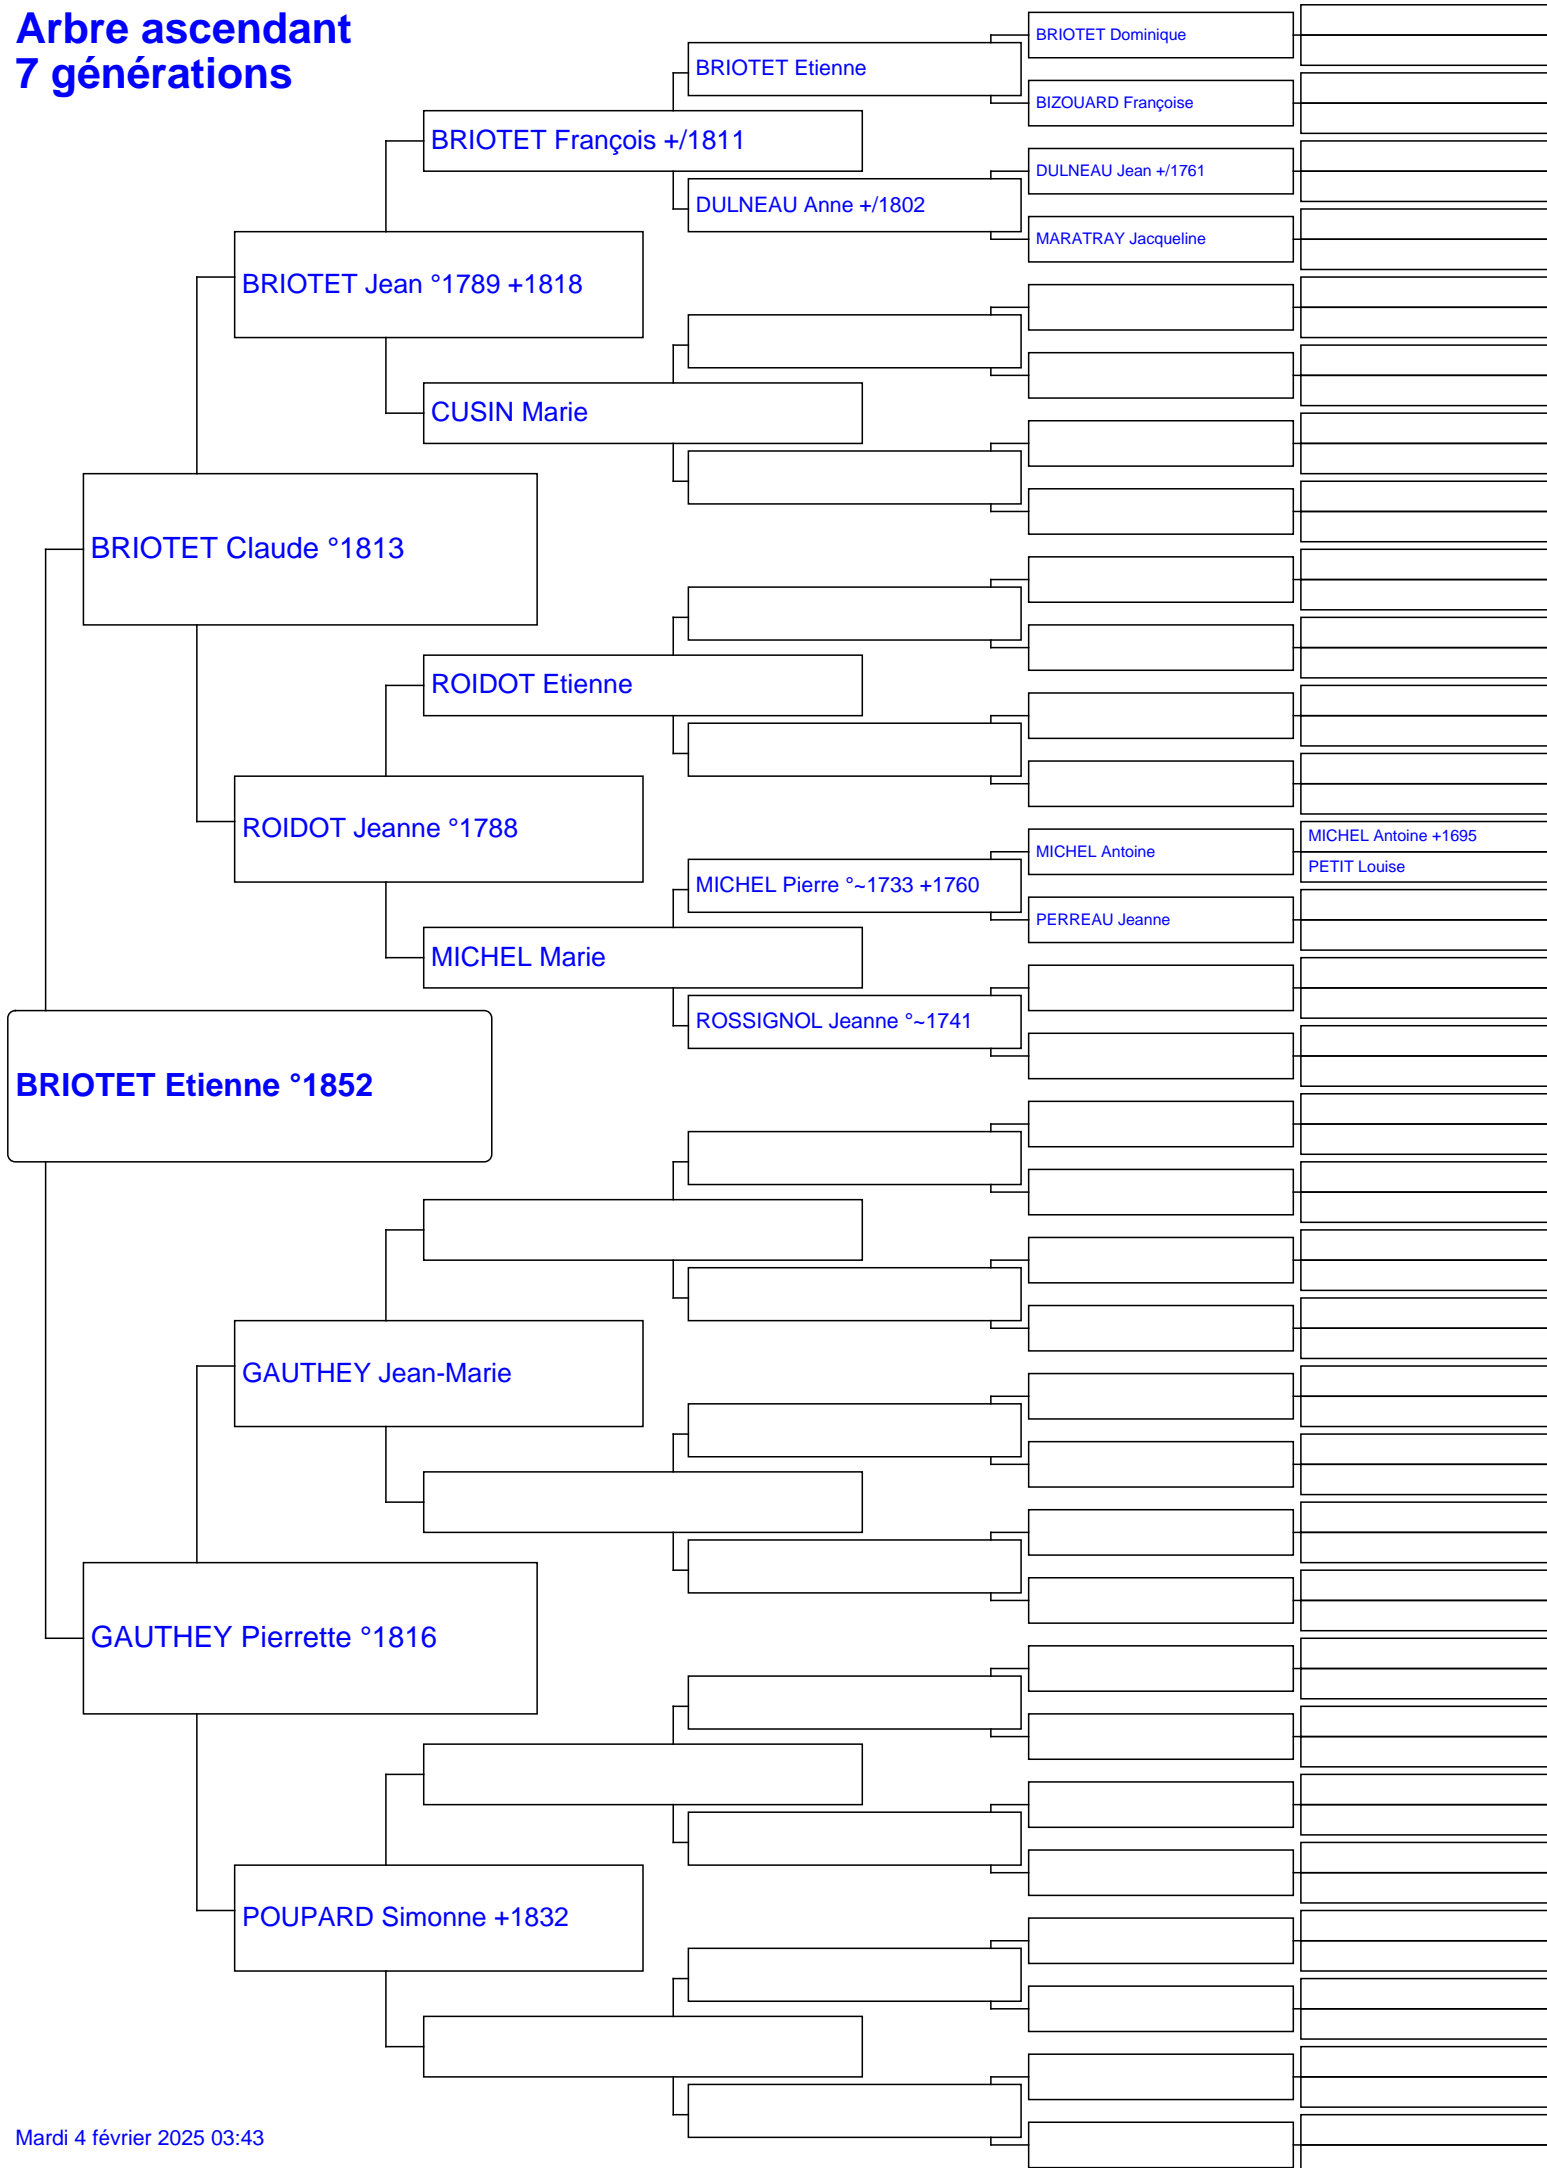 Arbre ascendant
7 générations
BRIOTET Dominique
BRIOTET Etienne
BIZOUARD Françoise
BRIOTET François +/1811
DULNEAU Jean +/1761
DULNEAU Anne +/1802
MARATRAY Jacqueline
BRIOTET Jean °1789 +1818
CUSIN Marie
BRIOTET Claude °1813
ROIDOT Etienne
ROIDOT Jeanne °1788
MICHEL Antoine +1695
MICHEL Antoine
PETIT Louise
MICHEL Pierre °~1733 +1760
PERREAU Jeanne
MICHEL Marie
ROSSIGNOL Jeanne °~1741
BRIOTET Etienne °1852
GAUTHEY Jean-Marie
GAUTHEY Pierrette °1816
POUPARD Simonne +1832
Mardi 4 février 2025 03:43